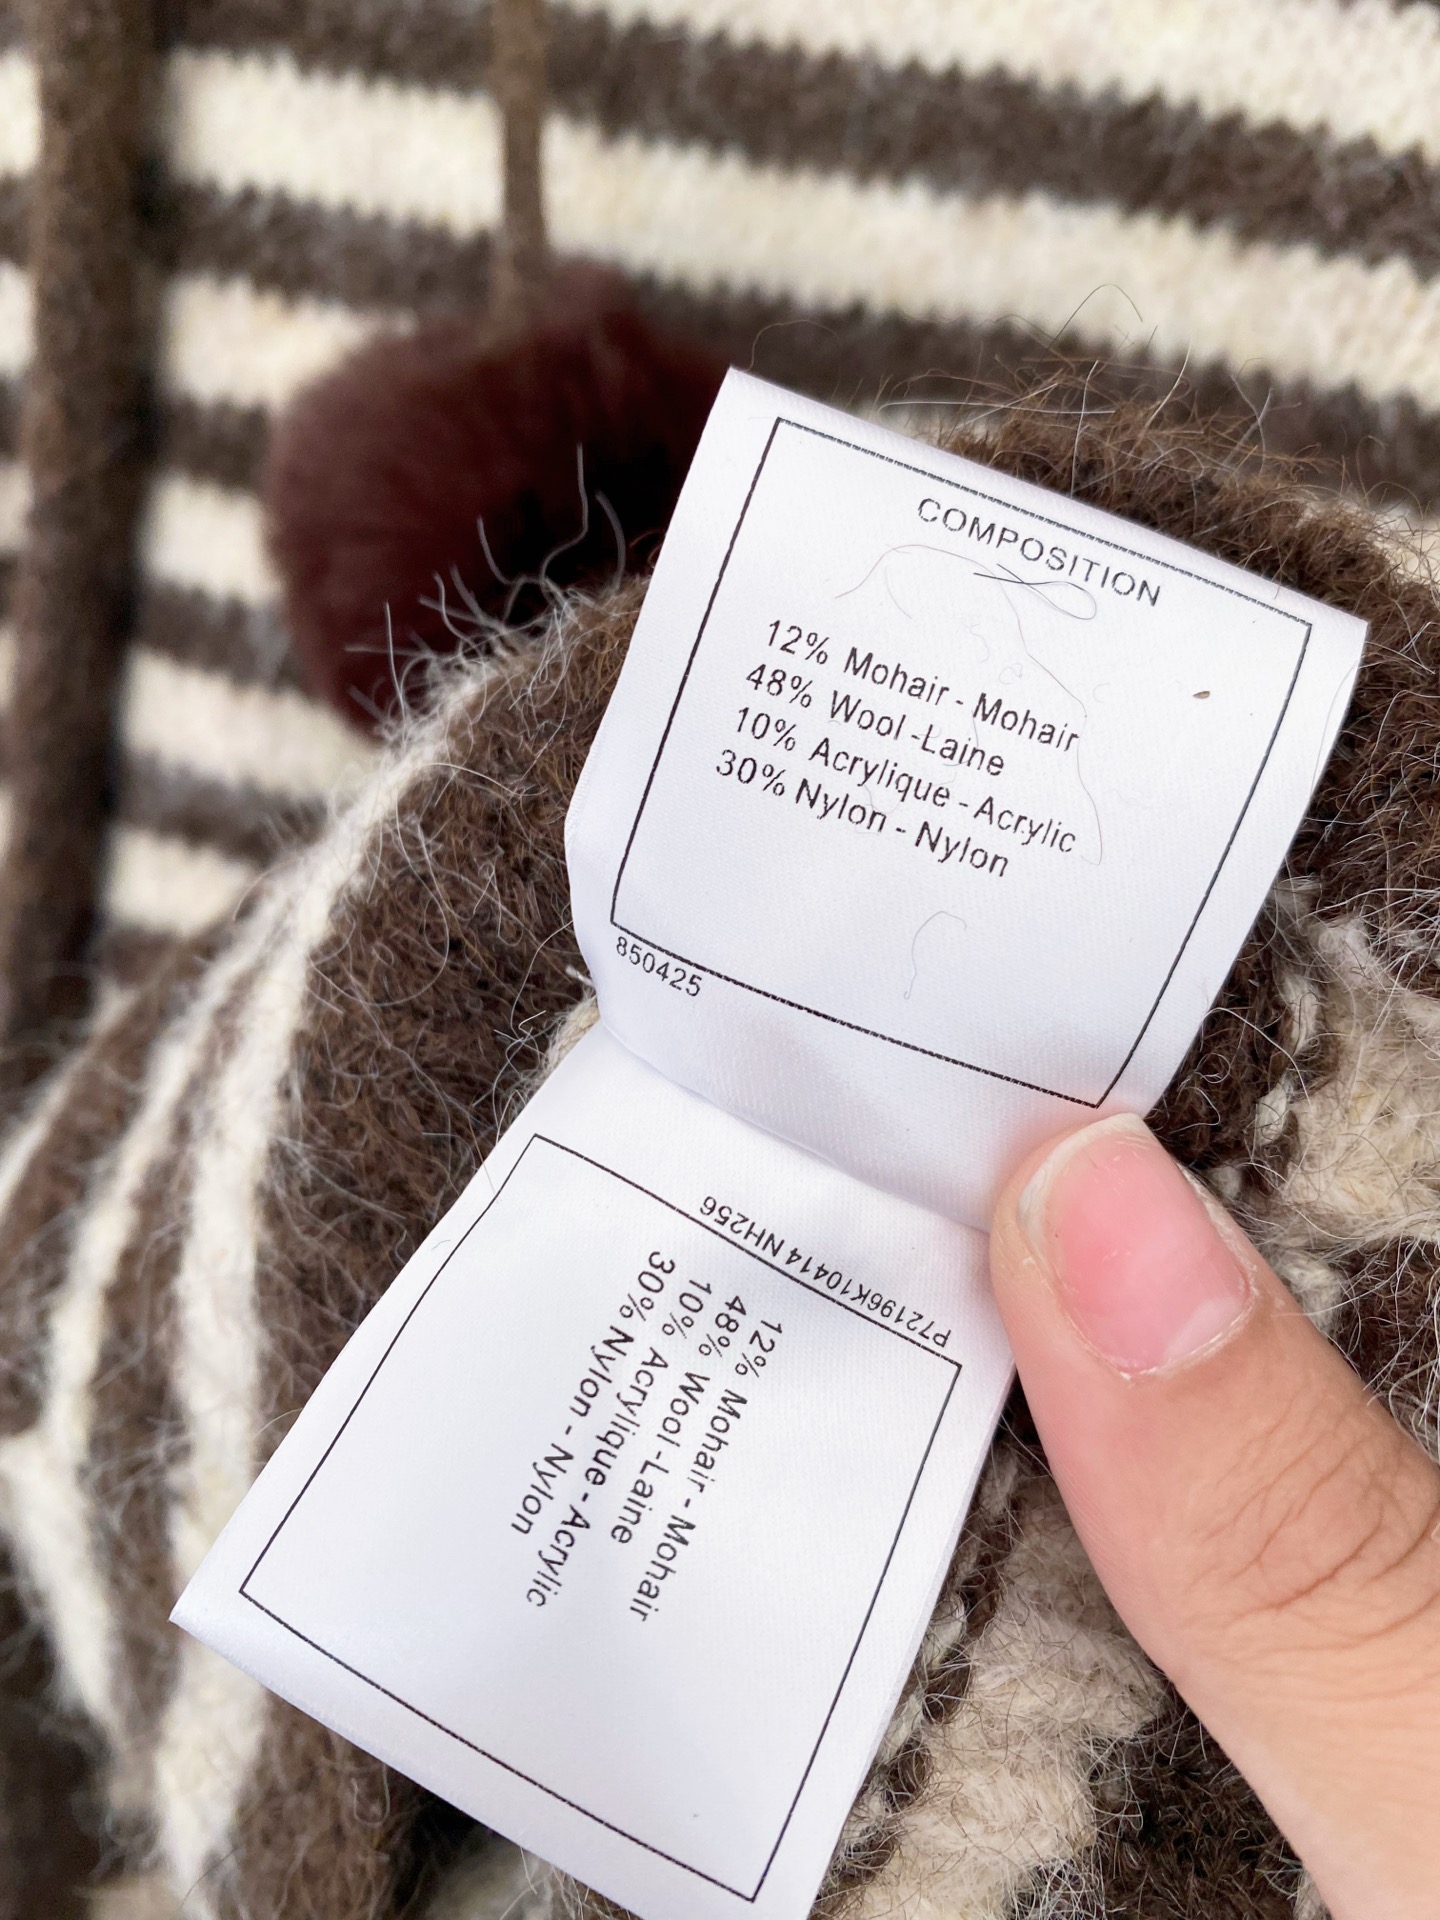 COMPOSITION
12% Mohair - Mohair
48% Wool -Laine
10% Acrylique - Acrylic
30% Nylon - Nylon
850425
P72196K10414 NH256
12% Mohair - Mohair
48% Wool -Laine
10% Acrylique - Acrylic
30% Nylon - Nylon